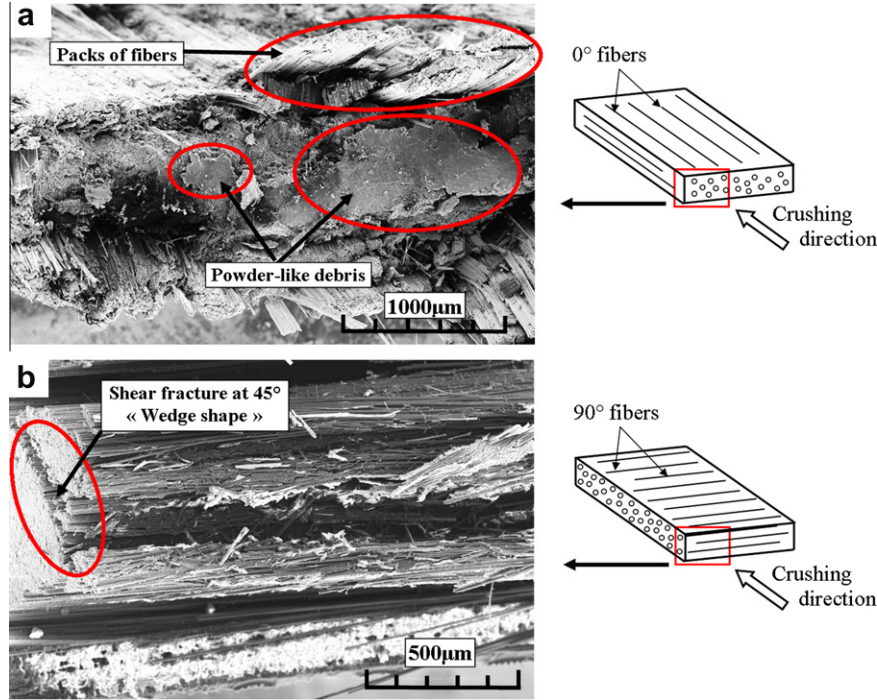 a
Packs of fibers
Powder-like debris
1000μm
0° fibers
Crushing
direction
b
Shear fracture at 45°
« Wedge shape »
500μm
90° fibers
Crushing
direction